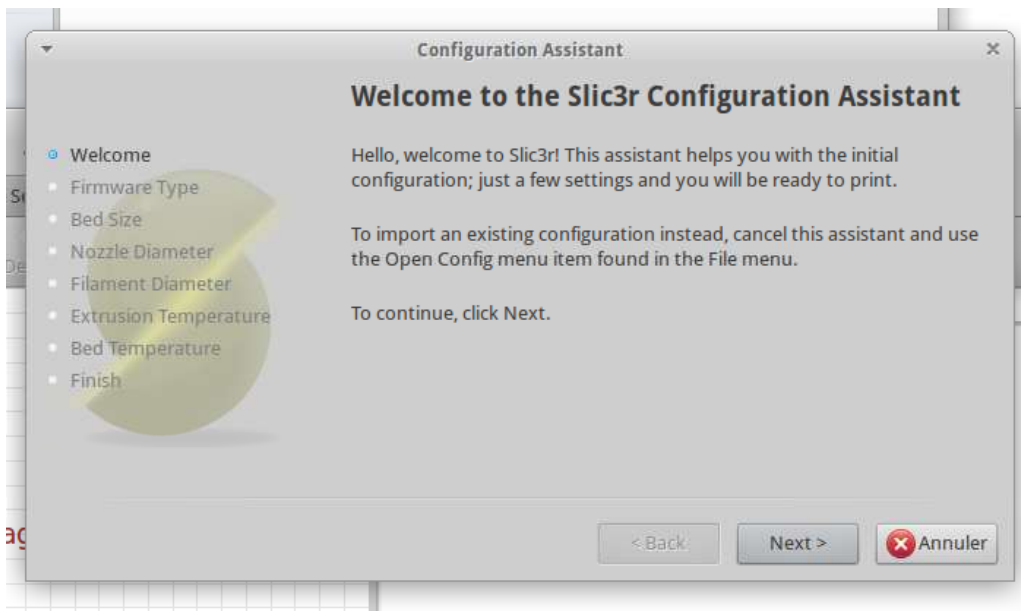 Configuration Assistant
Welcome to the Slic3r Configuration Assistant
Welcome
Firmware Type
Bed Size
Nozzle Diameter
Filament Diameter
Extrusion Temperature
Bed Temperature
Finish
Hello, welcome to Slic3r! This assistant helps you with the initial
configuration; just a few settings and you will be ready to print.
To import an existing configuration instead, cancel this assistant and use
the Open Config menu item found in the File menu.
To continue, click Next.
< Back
Next >
Annuler